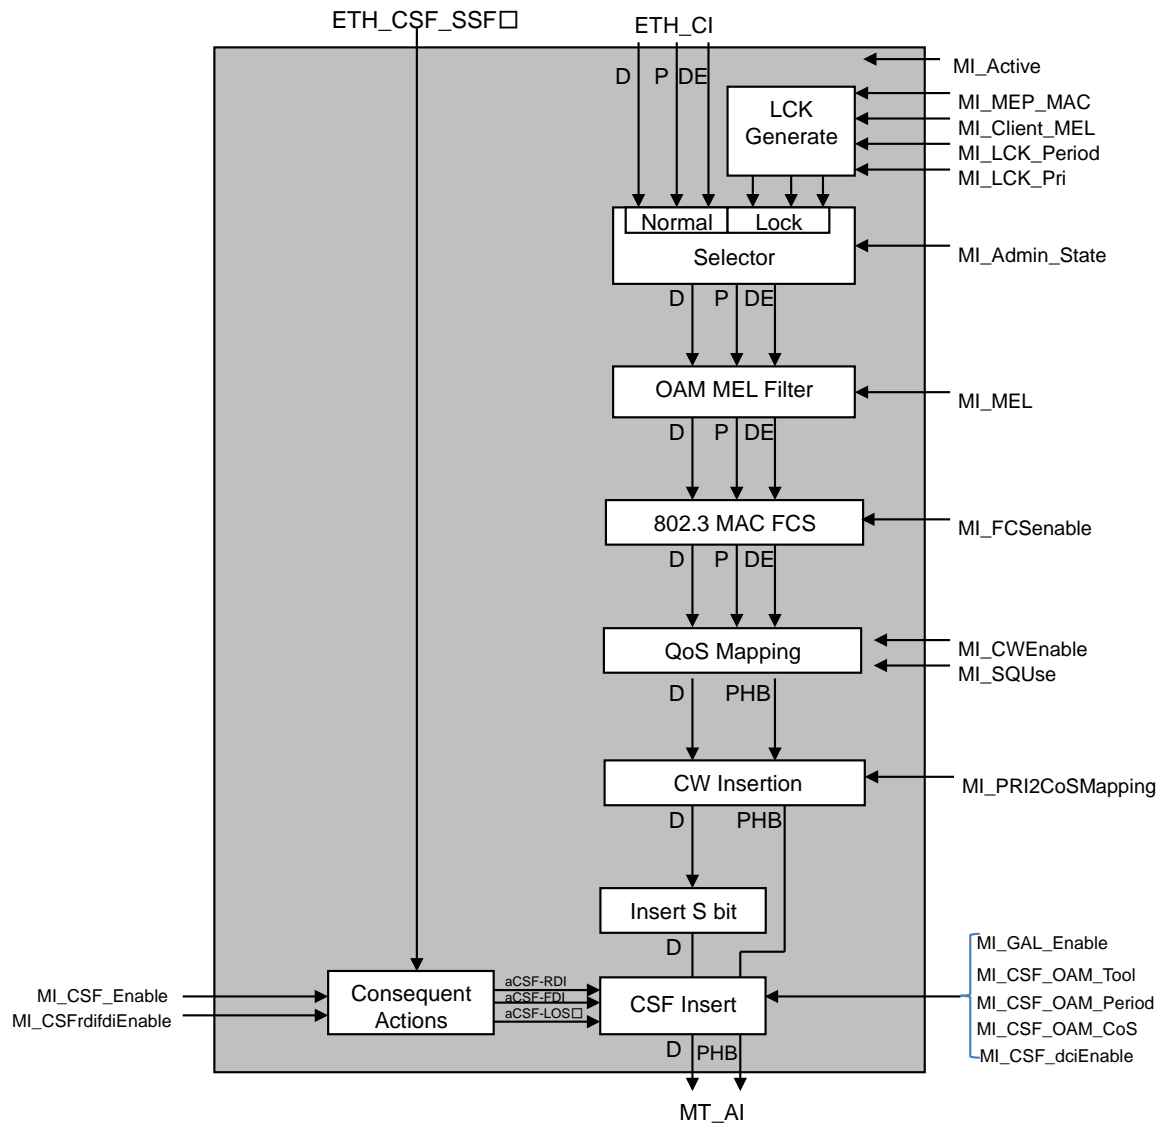 ETH_CSF_SSF□
ETH_CI
D P DE
MI_Active
LCK
Generate
MI_MEP_MAC
MI_Client_MEL
MI_LCK_Period
MI_LCK_Pri
Normal Lock
Selector
MI_Admin_State
D P DE
OAM MEL Filter
MI_MEL
D P DE
802.3 MAC FCS
MI_FCSenable
D P DE
QoS Mapping
MI_CWEnable
MI_SQUse
D PHB
CW Insertion
MI_PRI2CoSMapping
D PHB
Insert S bit
D
MI_GAL_Enable
MI_CSF_OAM_Tool
MI_CSF_OAM_Period
MI_CSF_OAM_CoS
MI_CSF_dciEnable
MI_CSF_Enable
MI_CSFrdifdiEnable
Consequent
Actions
aCSF-RDI
aCSF-FDI
aCSF-LOS□
CSF Insert
D PHB
MT_AI